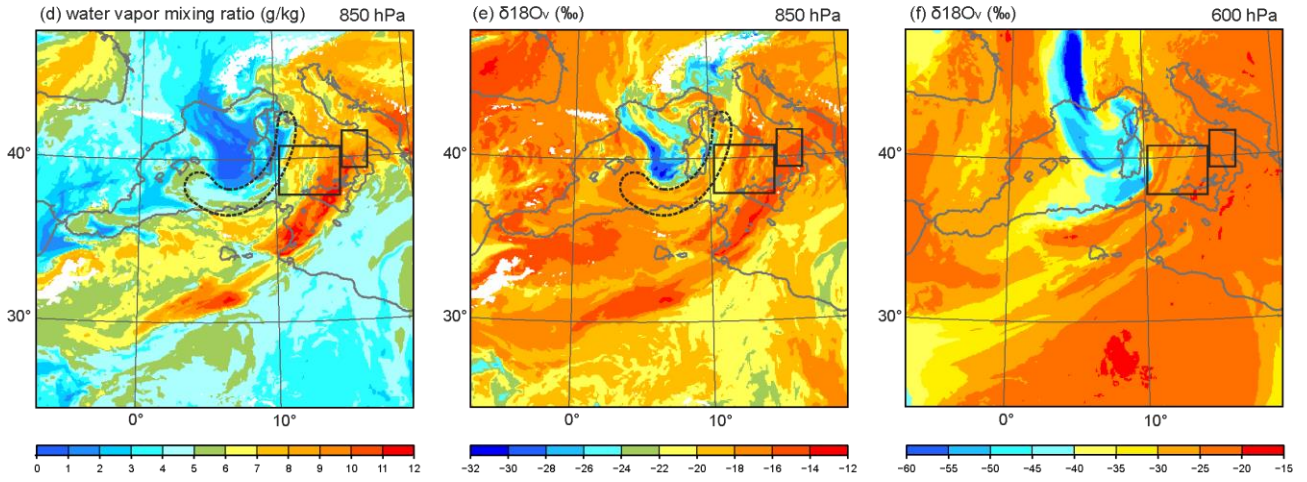 (d) water vapor mixing ratio (g/kg) 850 hPa
40°
30°
0° 10°
0 1 2 3 4 5 6 7 8 9 10 11 12
(e) δ18Ov (‰) 850 hPa
40°
30°
0° 10°
−32 −30 −28 −26 −24 −22 −20 −18 −16 −14 −12
(f) δ18Ov (‰) 600 hPa
40°
30°
0° 10°
−60 −55 −50 −45 −40 −35 −30 −25 −20 −15